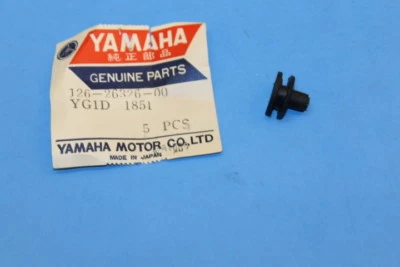 YAMAHA
純正部品
GENUINE PARTS
126-26326-00
YG1D 1851
5 PCS
YAMAHA MOTOR CO.,LTD
MADE IN JAPAN